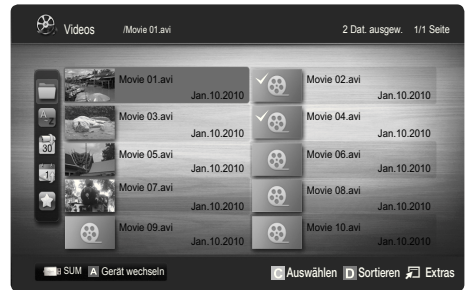 Videos /Movie 01.avi 2 Dat. ausgew. 1/1 Seite
Movie 01.avi
Jan.10.2010
Movie 02.avi
Jan.10.2010
Movie 03.avi
Jan.10.2010
Movie 04.avi
Jan.10.2010
Movie 05.avi
Jan.10.2010
Movie 06.avi
Jan.10.2010
Movie 07.avi
Jan.10.2010
Movie 08.avi
Jan.10.2010
Movie 09.avi
Jan.10.2010
Movie 10.avi
Jan.10.2010
30
1
SUM A Gerät wechseln C Auswählen D Sortieren Extras